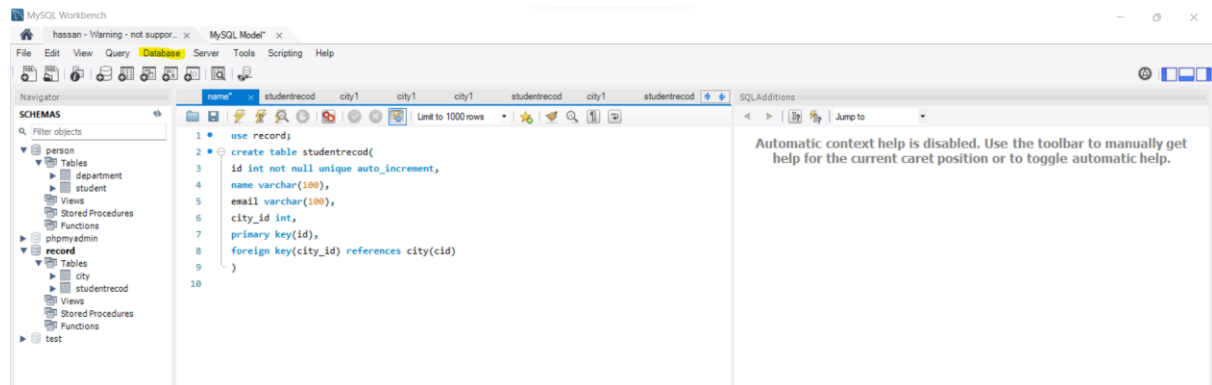 MySQL Workbench
hassan - Warning - not suppor... × MySQL Model* ×
File Edit View Query Database Server Tools Scripting Help
Navigator
SCHEMAS
Filter objects
person
Tables
department
student
Views
Stored Procedures
Functions
phpmyadmin
record
Tables
city
studentrecod
Views
Stored Procedures
Functions
test
name* × studentrecod city1 city1 city1 studentrecod city1 studentrecod
Limit to 1000 rows
1 use record;
2 create table studentrecod(
3 id int not null unique auto_increment,
4 name varchar(100),
5 email varchar(100),
6 city_id int,
7 primary key(id),
8 foreign key(city_id) references city(cid)
9 )
10
SQLAdditions
Jump to
Automatic context help is disabled. Use the toolbar to manually get
help for the current caret position or to toggle automatic help.